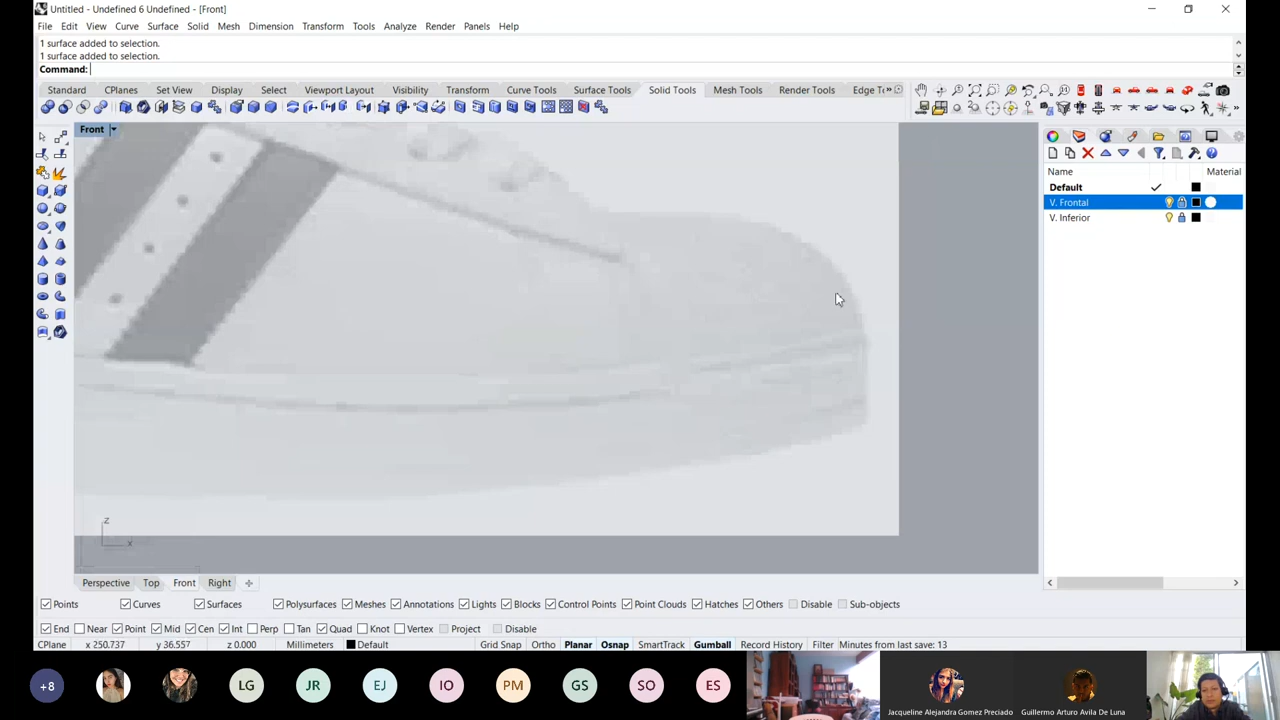 Untitled - Undefined 6 Undefined - [Front]
File Edit View Curve Surface Solid Mesh Dimension Transform Tools Analyze Render Panels Help
1 surface added to selection.
1 surface added to selection.
Command:
Standard CPlanes Set View Display Select Viewport Layout Visibility Transform Curve Tools Surface Tools Solid Tools Mesh Tools Render Tools Edge To
Front
Name Material
Default
V. Frontal
V. Inferior
z
x
Perspective Top Front Right
Points Curves Surfaces Polysurfaces Meshes Annotations Lights Blocks Control Points Point Clouds Hatches Others Disable Sub-objects
End Near Point Mid Cen Int Perp Tan Quad Knot Vertex Project Disable
CPlane x 250.737 y 36.557 z 0.000 Millimeters Default Grid Snap Ortho Planar Osnap SmartTrack Gumball Record History Filter Minutes from last save: 13
+8 LG JR EJ IO PM GS SO ES
Jacqueline Alejandra Gomez Preciado Guillermo Arturo Avila De Luna